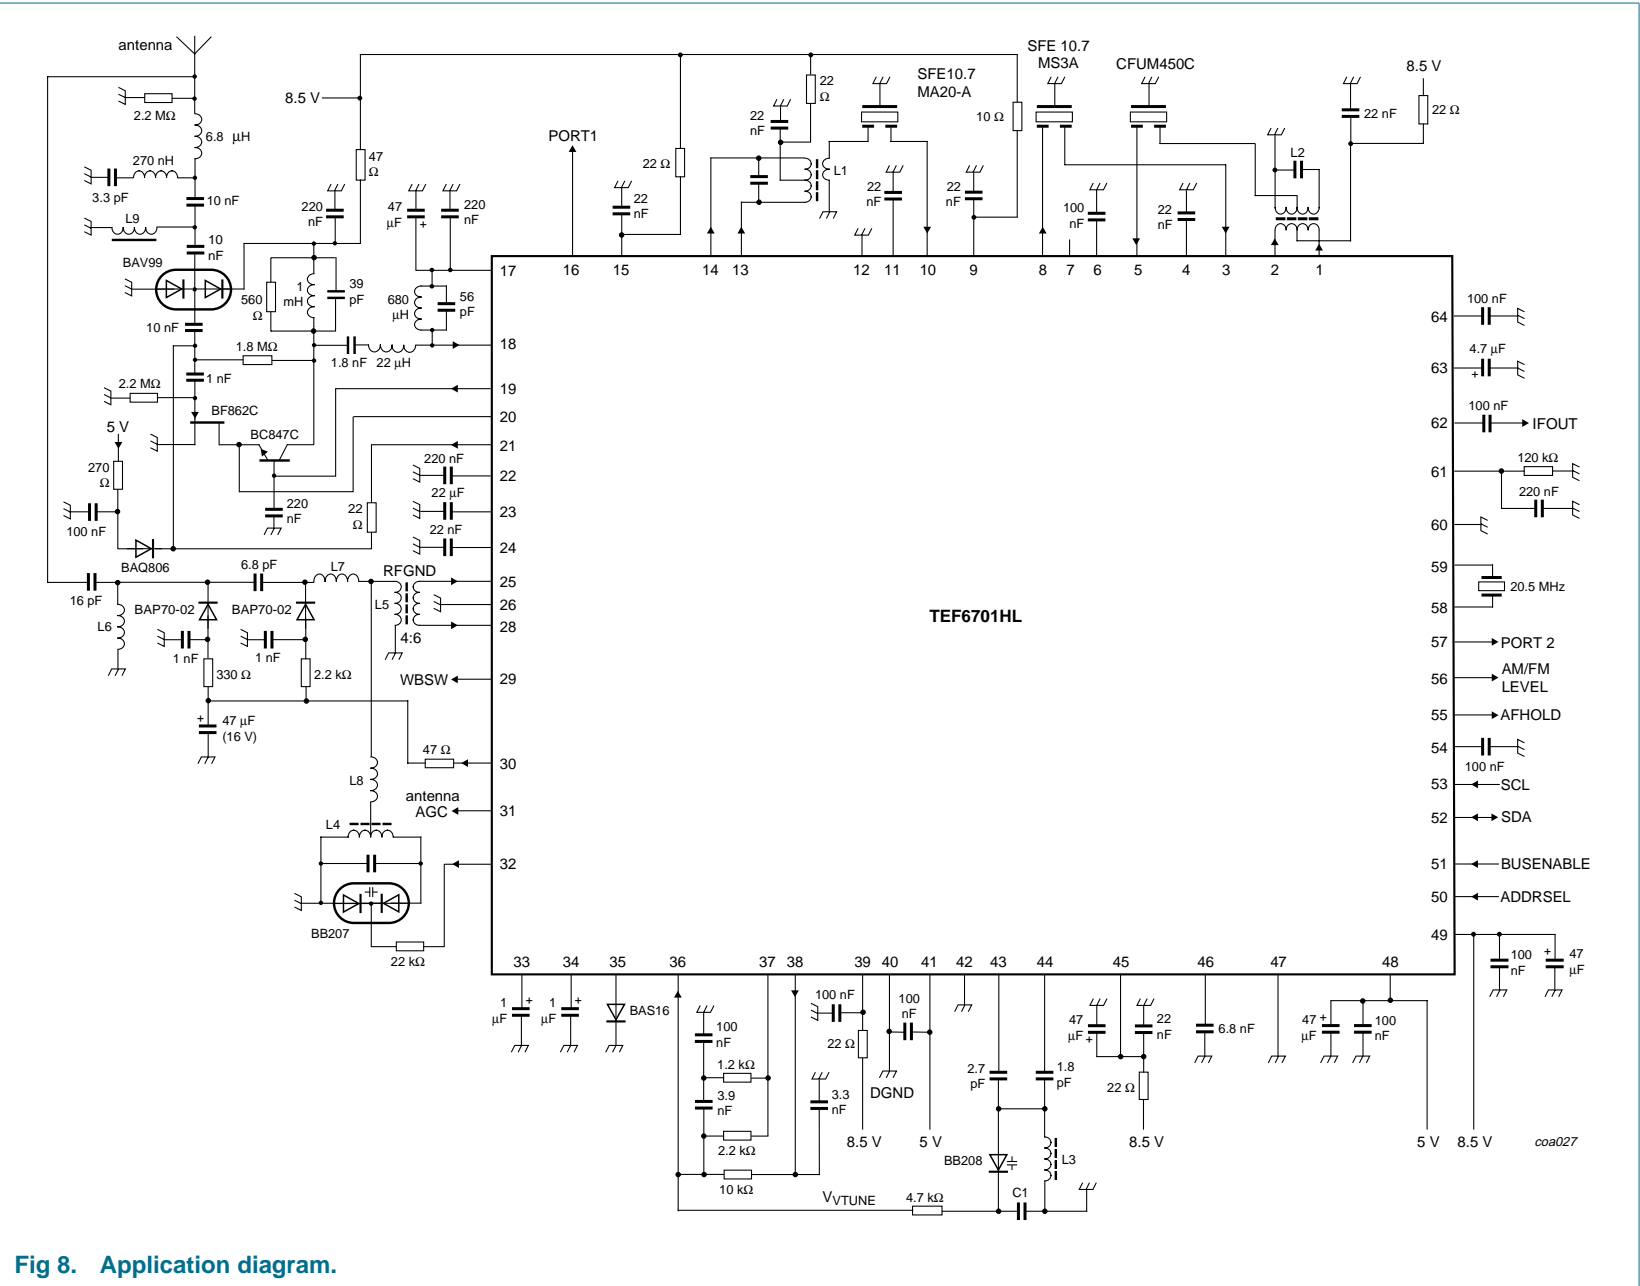 antenna
8.5 V
2.2 MΩ
6.8 µH
270 nH
3.3 pF
10 nF
L9
10
nF
BAV99
10 nF
47
Ω
220
nF
47
µF
+
220
nF
560
Ω
1
mH
39
pF
680
µH
56
pF
1.8 MΩ
1.8 nF
22 µH
1 nF
2.2 MΩ
BF862C
BC847C
5 V
270
Ω
100 nF
BAQ806
220
nF
22
Ω
220 nF
22 µF
22 nF
PORT1
22 Ω
22
nF
22
nF
22
Ω
L1
SFE10.7
MA20-A
22
nF
22
nF
10 Ω
SFE 10.7
MS3A
CFUM450C
100
nF
22
nF
L2
22 nF
8.5 V
22 Ω
16
15
14
13
12
11
10
9
8
7
6
5
4
3
2
1
17
18
19
20
21
22
23
24
25
26
28
29
30
31
32
16 pF
L6
BAP70-02
1 nF
330 Ω
6.8 pF
BAP70-02
1 nF
2.2 kΩ
L7
RFGND
L5
4:6
WBSW
+
47 µF
(16 V)
47 Ω
L8
antenna
AGC
L4
BB207
22 kΩ
TEF6701HL
64
100 nF
63
4.7 µF
+
62
100 nF
IFOUT
61
120 kΩ
220 nF
60
59
58
20.5 MHz
57
PORT 2
56
AM/FM
LEVEL
55
AFHOLD
54
100 nF
53
SCL
52
SDA
51
BUSENABLE
50
ADDRSEL
49
100
nF
+
47
µF
33
34
35
36
37
38
39
40
41
42
43
44
45
46
47
48
1
µF
+
1
µF
+
BAS16
100
nF
1.2 kΩ
3.9
nF
2.2 kΩ
10 kΩ
3.3
nF
100 nF
22 Ω
8.5 V
100
nF
DGND
5 V
2.7
pF
1.8
pF
BB208
L3
C1
VVTUNE
4.7 kΩ
47
µF
+
22
nF
22 Ω
8.5 V
6.8 nF
47
µF
+
100
nF
5 V
8.5 V
coa027
Fig 8. Application diagram.